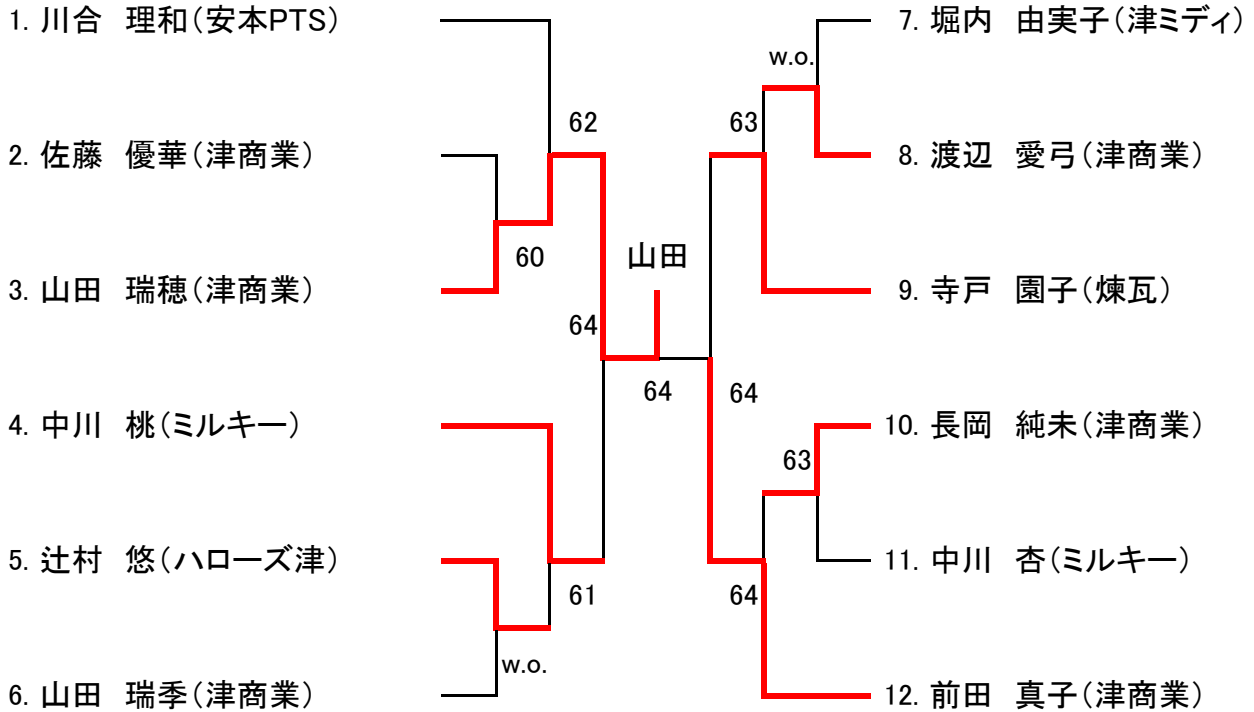 1. 川合　理和（安本PTS）
7. 堀内　由実子（津ミディ）
w.o.
62
63
2. 佐藤　優華（津商業）
8. 渡辺　愛弓（津商業）
60
山田
3. 山田　瑞穂（津商業）
9. 寺戸　園子（煉瓦）
64
64
64
4. 中川　桃（ミルキー）
10. 長岡　純未（津商業）
63
5. 辻村　悠（ハローズ津）
11. 中川　杏（ミルキー）
61
64
w.o.
6. 山田　瑞季（津商業）
12. 前田　真子（津商業）